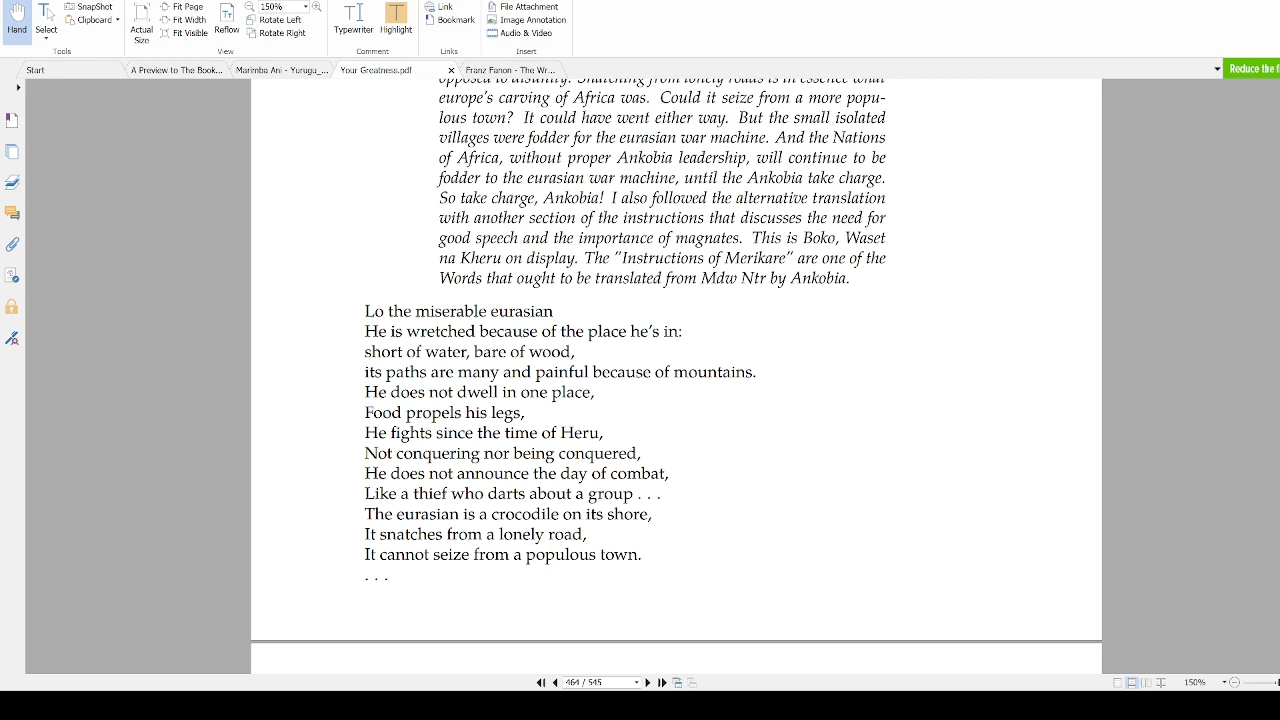 SnapShot
Clipboard
Hand
Select
Tools
Actual Size
Fit Page
Fit Width
Fit Visible
Reflow
150%
Rotate Left
Rotate Right
View
Typewriter
Highlight
Comment
Link
Bookmark
Links
File Attachment
Image Annotation
Audio & Video
Insert
Start
A Preview to The Book...
Marimba Ani - Yurugu_...
Your Greatness.pdf
Franz Fanon - The Wr...
Reduce the
opposed to disunity. Snatching from lonely roads is in essence what
europe's carving of Africa was. Could it seize from a more popu-
lous town? It could have went either way. But the small isolated
villages were fodder for the eurasian war machine. And the Nations
of Africa, without proper Ankobia leadership, will continue to be
fodder to the eurasian war machine, until the Ankobia take charge.
So take charge, Ankobia! I also followed the alternative translation
with another section of the instructions that discusses the need for
good speech and the importance of magnates. This is Boko, Waset
na Kheru on display. The "Instructions of Merikare" are one of the
Words that ought to be translated from Mdw Ntr by Ankobia.
Lo the miserable eurasian
He is wretched because of the place he's in:
short of water, bare of wood,
its paths are many and painful because of mountains.
He does not dwell in one place,
Food propels his legs,
He fights since the time of Heru,
Not conquering nor being conquered,
He does not announce the day of combat,
Like a thief who darts about a group . . .
The eurasian is a crocodile on its shore,
It snatches from a lonely road,
It cannot seize from a populous town.
. . .
464 / 545
150%